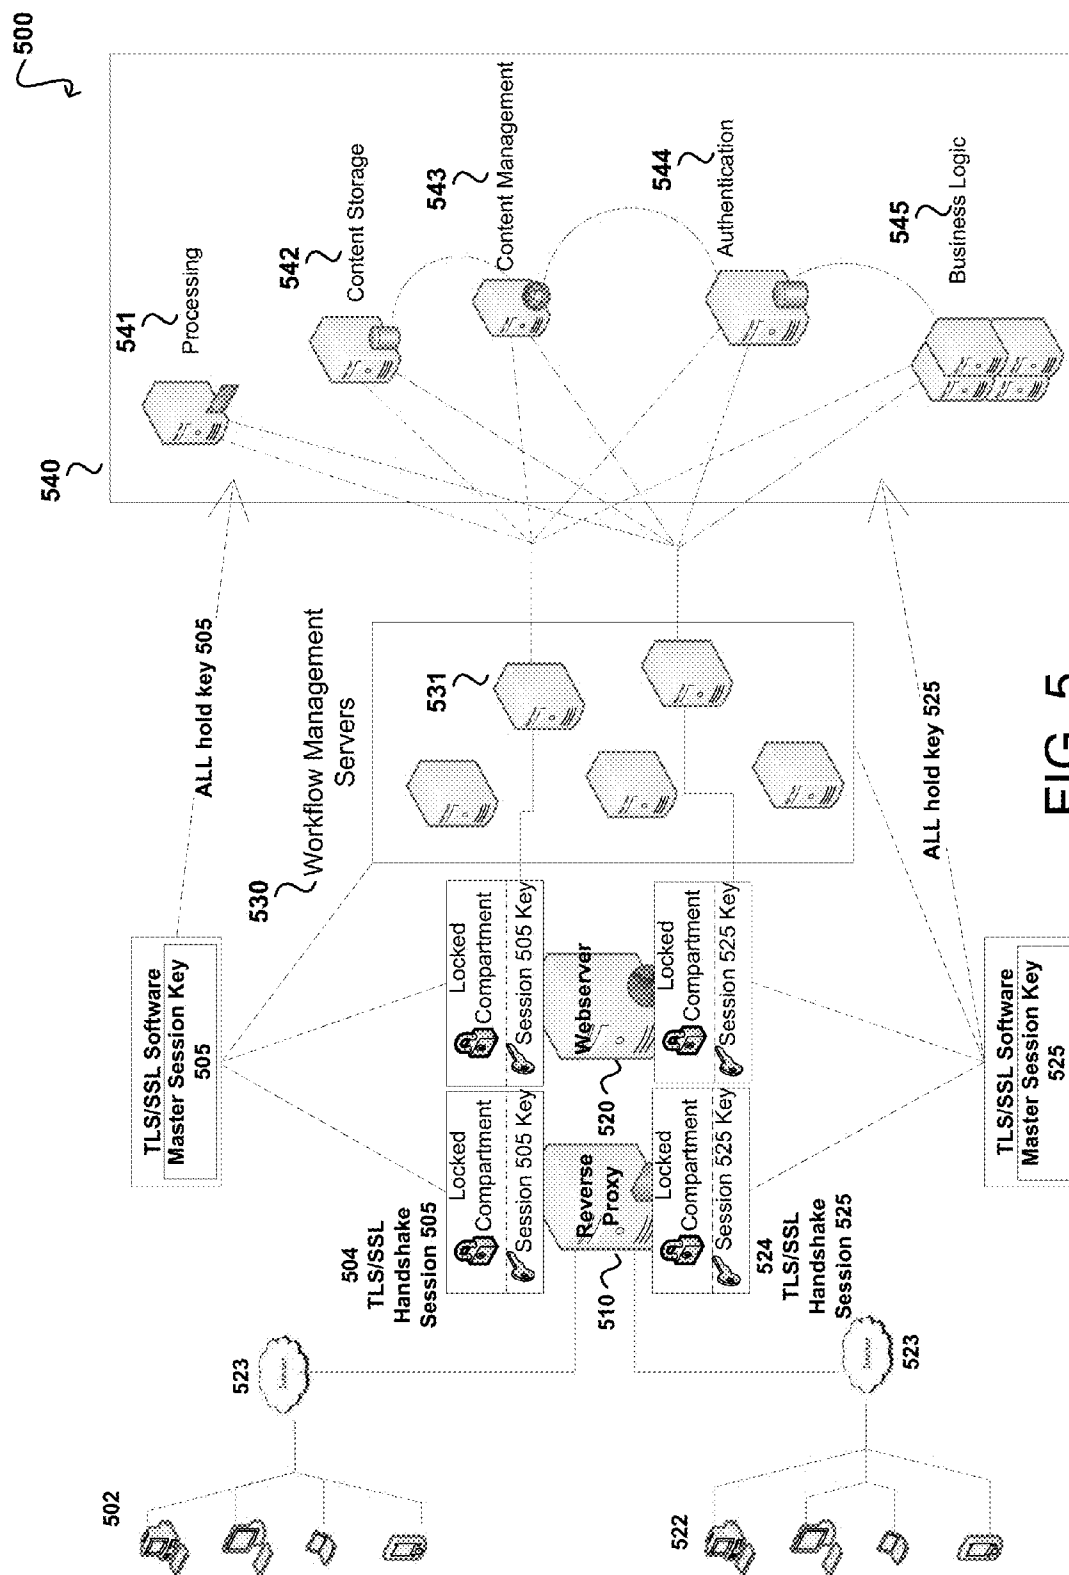 500
540
541
Processing
542
Content Storage
543
Content Management
544
Authentication
545
Business Logic
ALL hold key 505
ALL hold key 525
530
Workflow Management
Servers
531
TLS/SSL Software
Master Session Key
505
TLS/SSL Software
Master Session Key
525
Locked
Compartment
Session 505 Key
Webserver
520
Locked
Compartment
Session 525 Key
Locked
Compartment
Session 505 Key
Reverse
Proxy
510
Locked
Compartment
Session 525 Key
504
TLS/SSL
Handshake
Session 505
524
TLS/SSL
Handshake
Session 525
523
523
502
522
FIG. 5